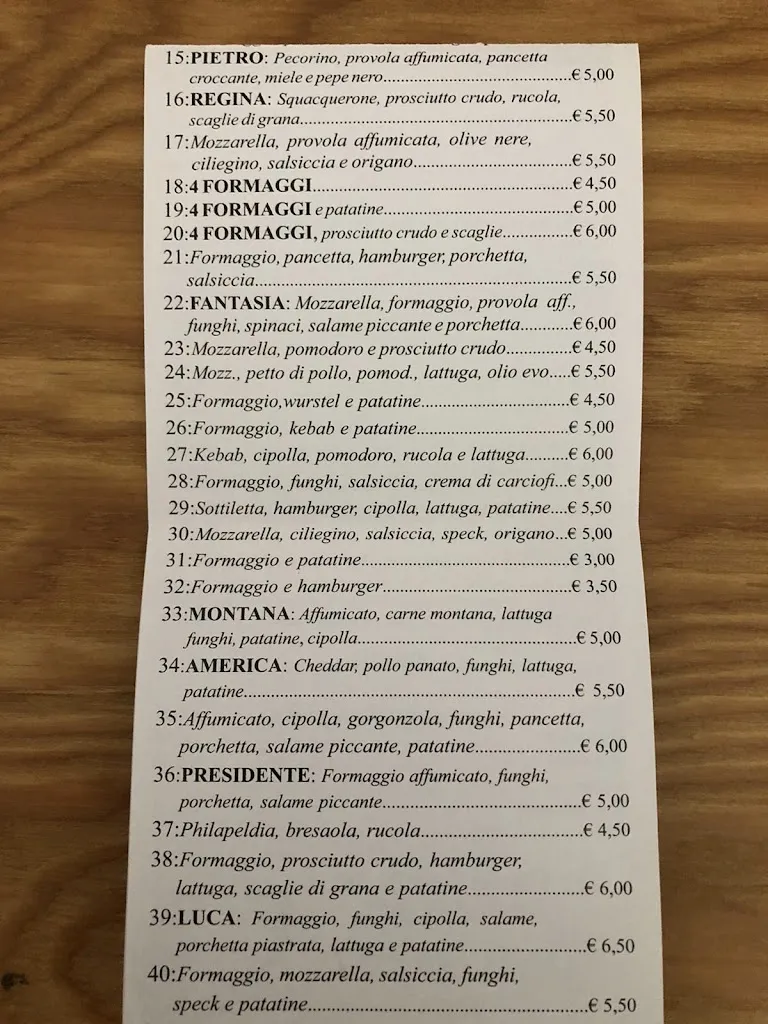 15:PIETRO: Pecorino, provola affumicata, pancetta
croccante, miele e pepe nero.............................................€ 5,00
16:REGINA: Squacquerone, prosciutto crudo, rucola,
scaglie di grana.................................................................€ 5,50
17:Mozzarella, provola affumicata, olive nere,
ciliegino, salsiccia e origano.......................................€ 5,50
18:4 FORMAGGI................................................................€ 4,50
19:4 FORMAGGI e patatine................................................€ 5,00
20:4 FORMAGGI, prosciutto crudo e scaglie.................€ 6,00
21:Formaggio, pancetta, hamburger, porchetta,
salsiccia............................................................................€ 5,50
22:FANTASIA: Mozzarella, formaggio, provola aff.,
funghi, spinaci, salame piccante e porchetta.............€ 6,00
23:Mozzarella, pomodoro e prosciutto crudo................€ 4,50
24:Mozz., petto di pollo, pomod., lattuga, olio evo.....€ 5,50
25:Formaggio,wurstel e patatine....................................€ 4,50
26:Formaggio, kebab e patatine.....................................€ 5,00
27:Kebab, cipolla, pomodoro, rucola e lattuga..........€ 6,00
28:Formaggio, funghi, salsiccia, crema di carciofi...€ 5,00
29:Sottiletta, hamburger, cipolla, lattuga, patatine....€ 5,50
30:Mozzarella, ciliegino, salsiccia, speck, origano...€ 5,00
31:Formaggio e patatine..................................................€ 3,00
32:Formaggio e hamburger.............................................€ 3,50
33:MONTANA: Affumicato, carne montana, lattuga
funghi, patatine, cipolla....................................................€ 5,00
34:AMERICA: Cheddar, pollo panato, funghi, lattuga,
patatine................................................................................€ 5,50
35:Affumicato, cipolla, gorgonzola, funghi, pancetta,
porchetta, salame piccante, patatine.........................€ 6,00
36:PRESIDENTE: Formaggio affumicato, funghi,
porchetta, salame piccante................................................€ 5,00
37:Philapeldia, bresaola, rucola.......................................€ 4,50
38:Formaggio, prosciutto crudo, hamburger,
lattuga, scaglie di grana e patatine............................€ 6,00
39:LUCA: Formaggio, funghi, cipolla, salame,
porchetta piastrata, lattuga e patatine.............................€ 6,50
40:Formaggio, mozzarella, salsiccia, funghi,
speck e patatine..............................................................€ 5,50